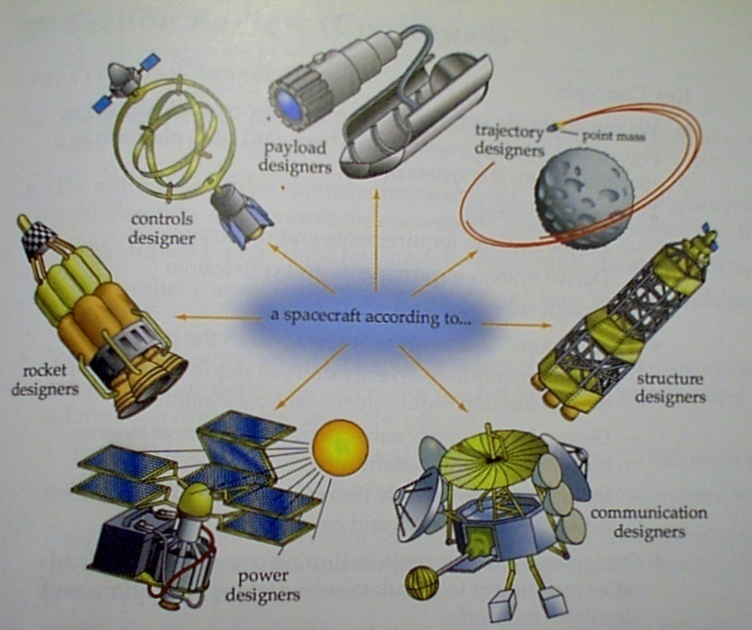 payload
designers
trajectory
designers
point mass
controls
designer
a spacecraft according to...
rocket
designers
structure
designers
communication
designers
power
designers